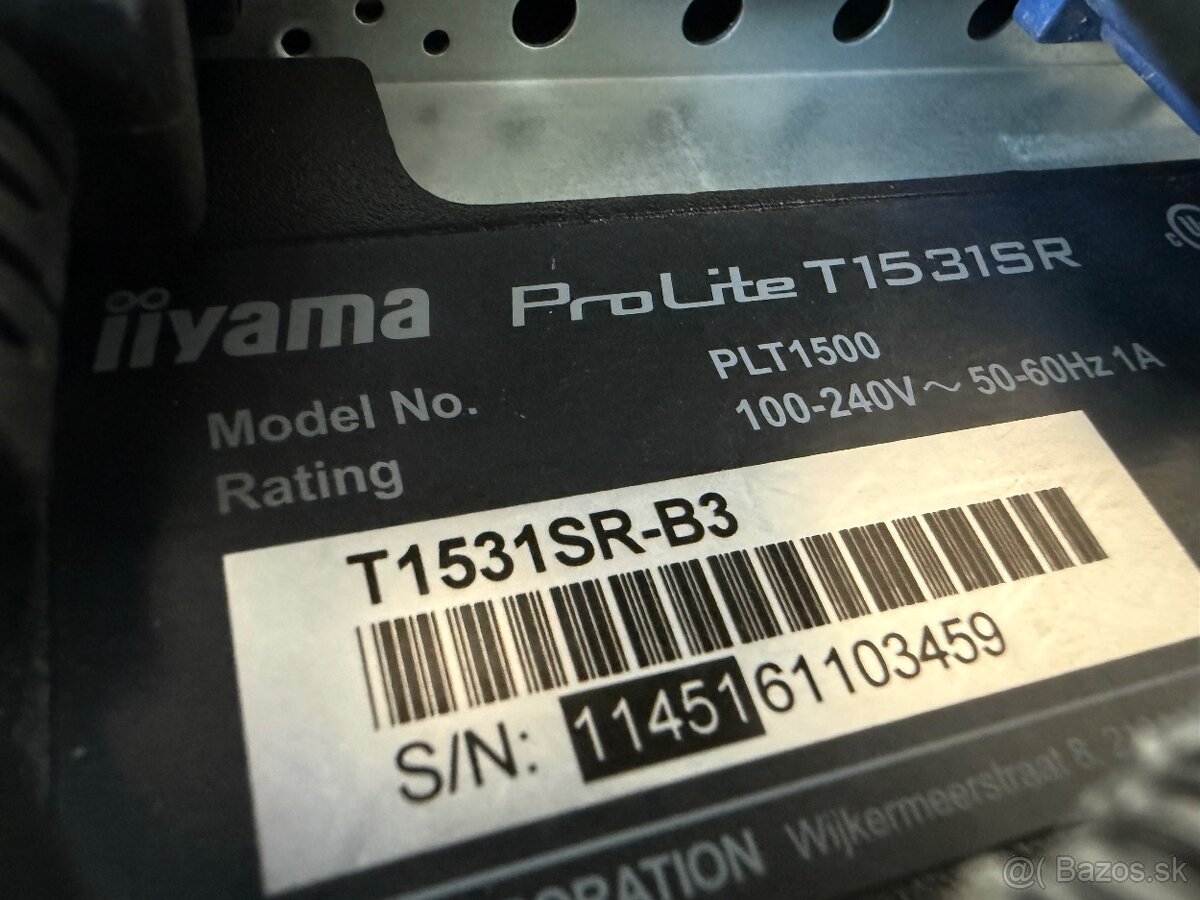 iiyama ProLite T1531SR
Model No. PLT1500
Rating 100-240V~ 50-60Hz 1A
T1531SR-B3
S/N: 1145161103459
Wijkermeerstraat 8,
@( Bazos.sk